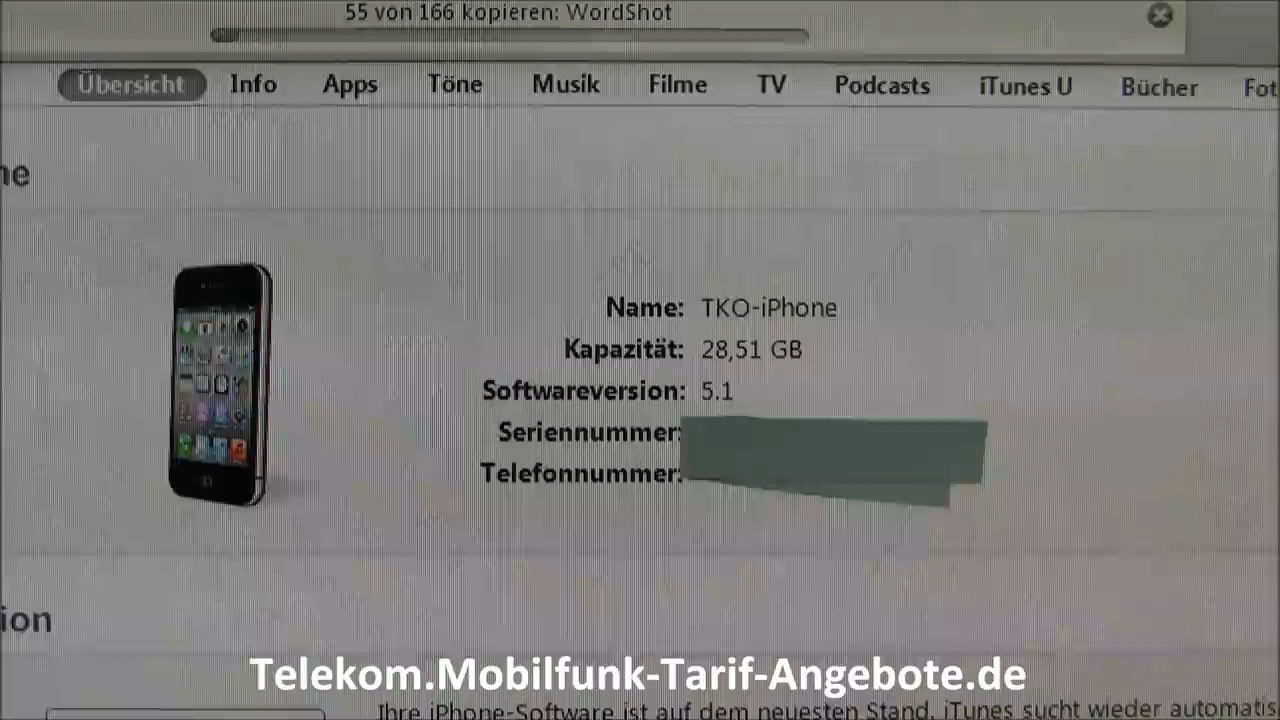 55 von 166 kopieren: WordShot
Übersicht Info Apps Töne Musik Filme TV Podcasts iTunes U Bücher Fot
ne
Name: TKO-iPhone
Kapazität: 28,51 GB
Softwareversion: 5.1
Seriennummer:
Telefonnummer:
ion
Telekom.Mobilfunk-Tarif-Angebote.de
Ihre iPhone-Software ist auf dem neuesten Stand. iTunes sucht wieder automatis